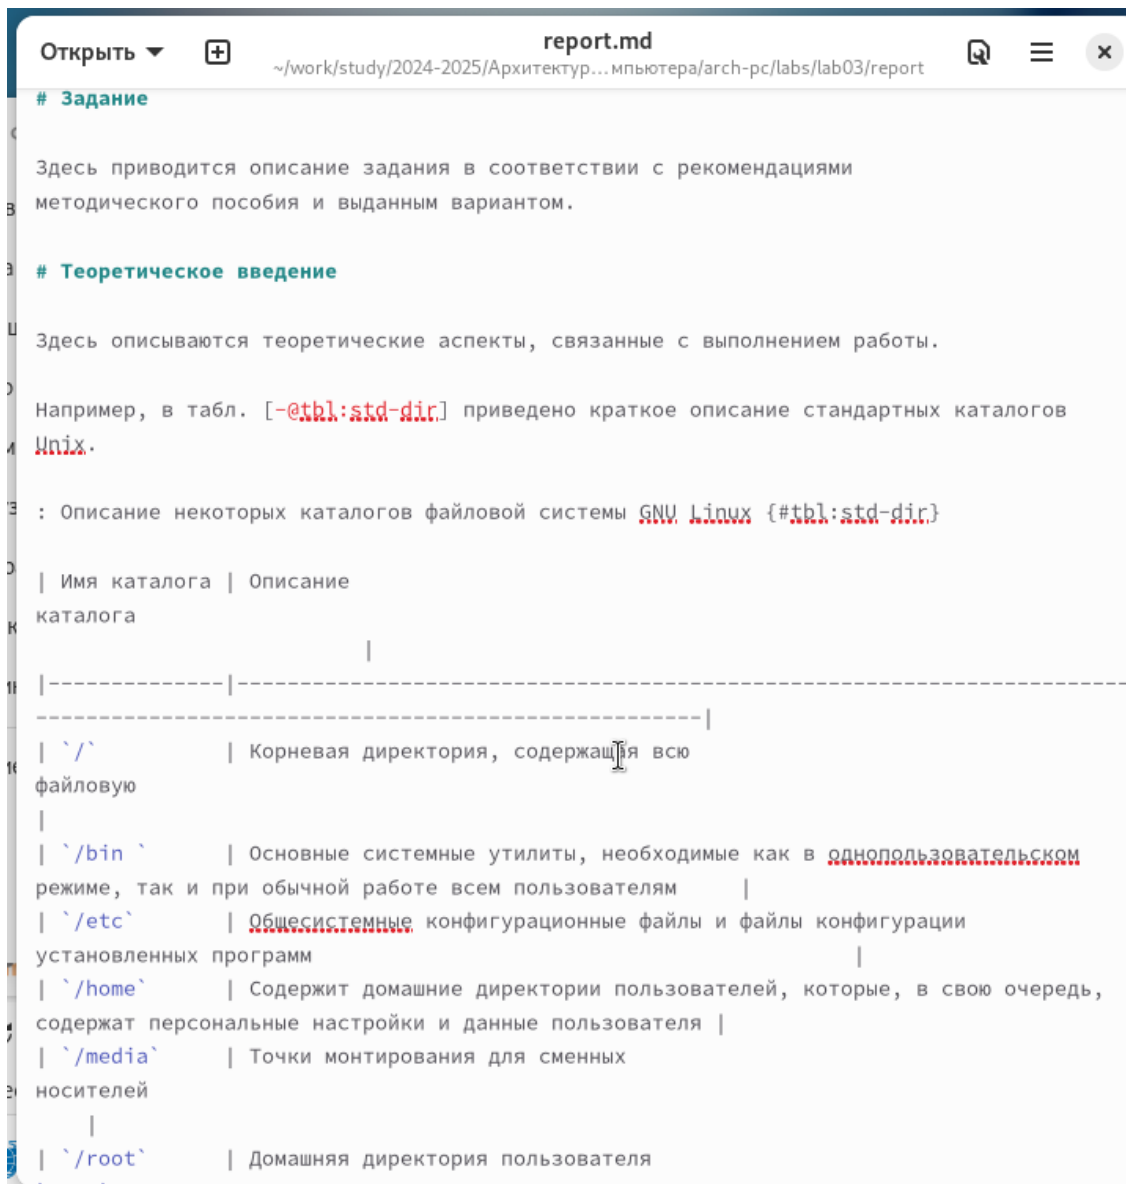 Открыть
report.md
~/work/study/2024-2025/Архитектур…мпьютера/arch-pc/labs/lab03/report
# Задание
Здесь приводится описание задания в соответствии с рекомендациями
методического пособия и выданным вариантом.
# Теоретическое введение
Здесь описываются теоретические аспекты, связанные с выполнением работы.
Например, в табл. [-@tbl:std-dir] приведено краткое описание стандартных каталогов
Unix.
: Описание некоторых каталогов файловой системы GNU Linux {#tbl:std-dir}
| Имя каталога | Описание
каталога
|
|--------------|----------------------------------------------------------------------
-----------------------------------------------------|
| `/` | Корневая директория, содержащая всю
файловую
|
| `/bin ` | Основные системные утилиты, необходимые как в однопользовательском
режиме, так и при обычной работе всем пользователям |
| `/etc` | Общесистемные конфигурационные файлы и файлы конфигурации
установленных программ |
| `/home` | Содержит домашние директории пользователей, которые, в свою очередь,
содержат персональные настройки и данные пользователя |
| `/media` | Точки монтирования для сменных
носителей
|
| `/root` | Домашняя директория пользователя